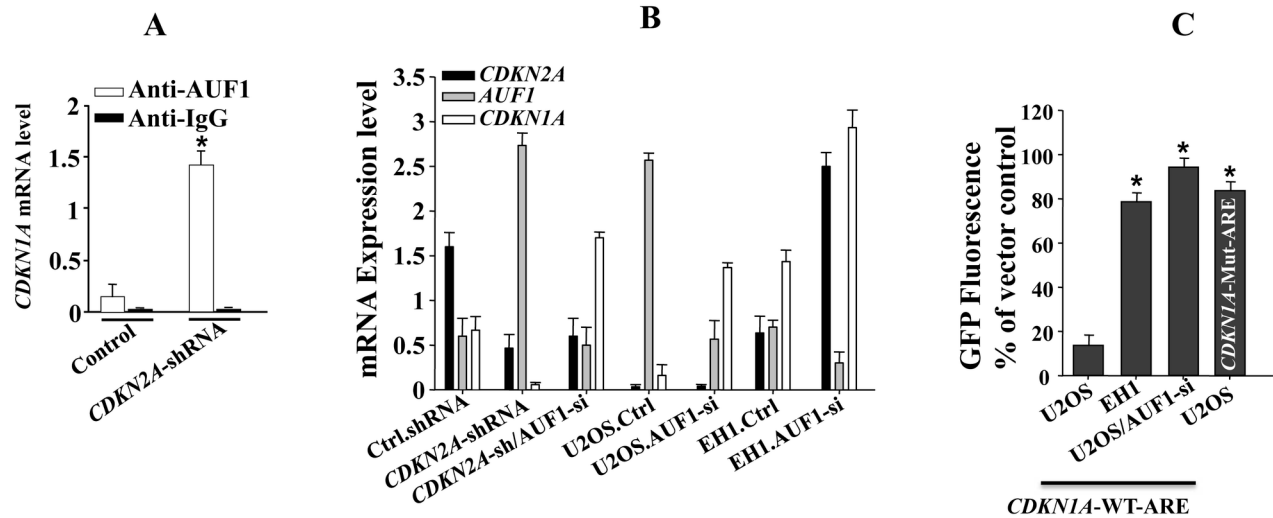 A
Anti-AUF1
Anti-IgG
CDKN1A mRNA level
2
1.5
1
0.5
0
*
Control
CDKN2A-shRNA
B
CDKN2A
AUF1
CDKN1A
mRNA Expression level
3.5
3
2.5
2
1.5
1
0.5
0
Ctrl.shRNA
CDKN2A-shRNA
CDKN2A-sh/AUF1-si
U2OS.Ctrl
U2OS.AUF1-si
EH1.Ctrl
EH1.AUF1-si
C
GFP Fluorescence
% of vector control
120
100
80
60
40
20
0
*
*
*
CDKN1A-Mut-ARE
U2OS
EH1
U2OS/AUF1-si
U2OS
CDKN1A-WT-ARE